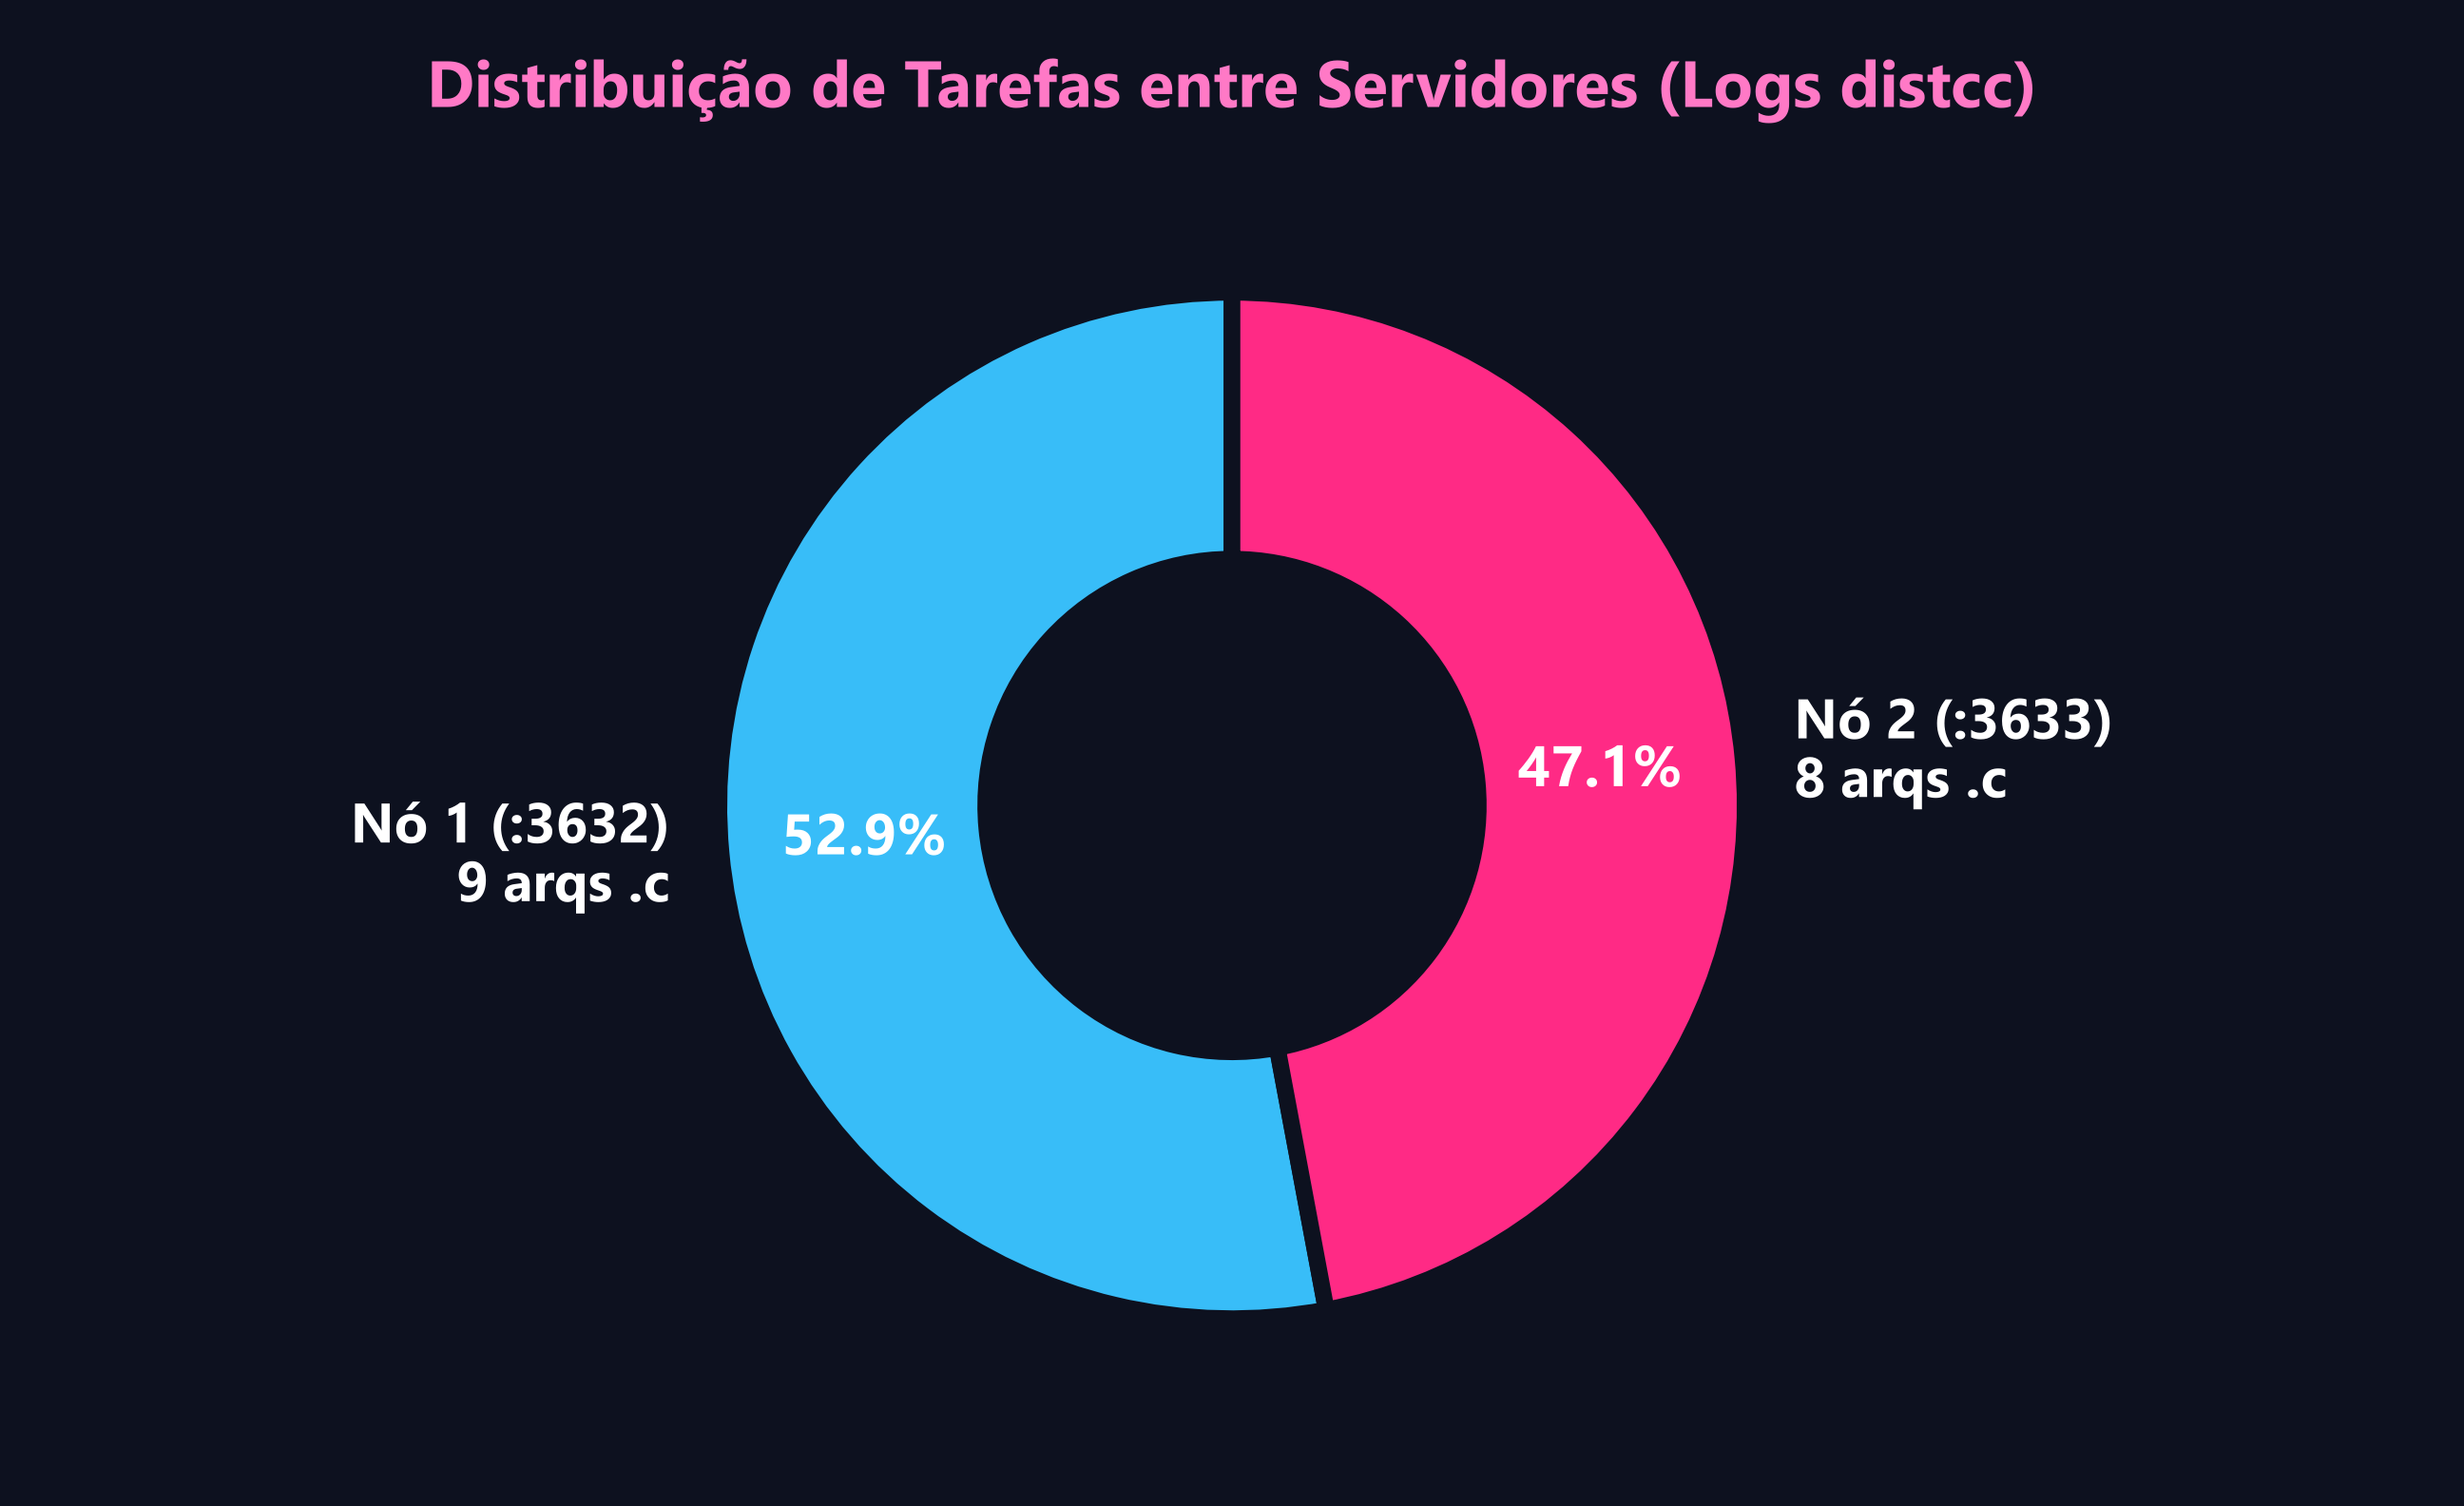 Distribuição de Tarefas entre Servidores (Logs distcc)
47.1%
Nó 2 (:3633)
8 arqs .c
52.9%
Nó 1 (:3632)
9 arqs .c